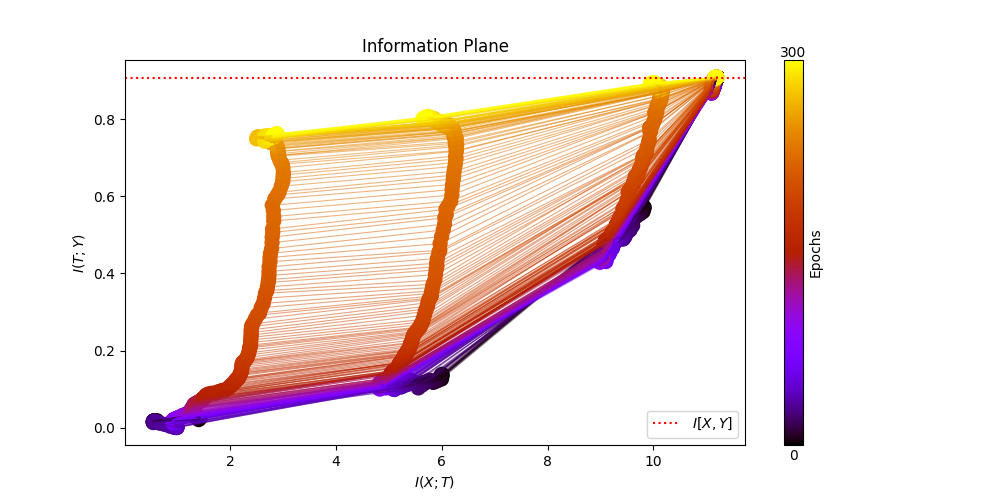 Information Plane
300
0.8
0.6
0.4
0.2
0.0
I(T; Y)
2
4
6
8
10
I(X; T)
I[X, Y]
Epochs
0